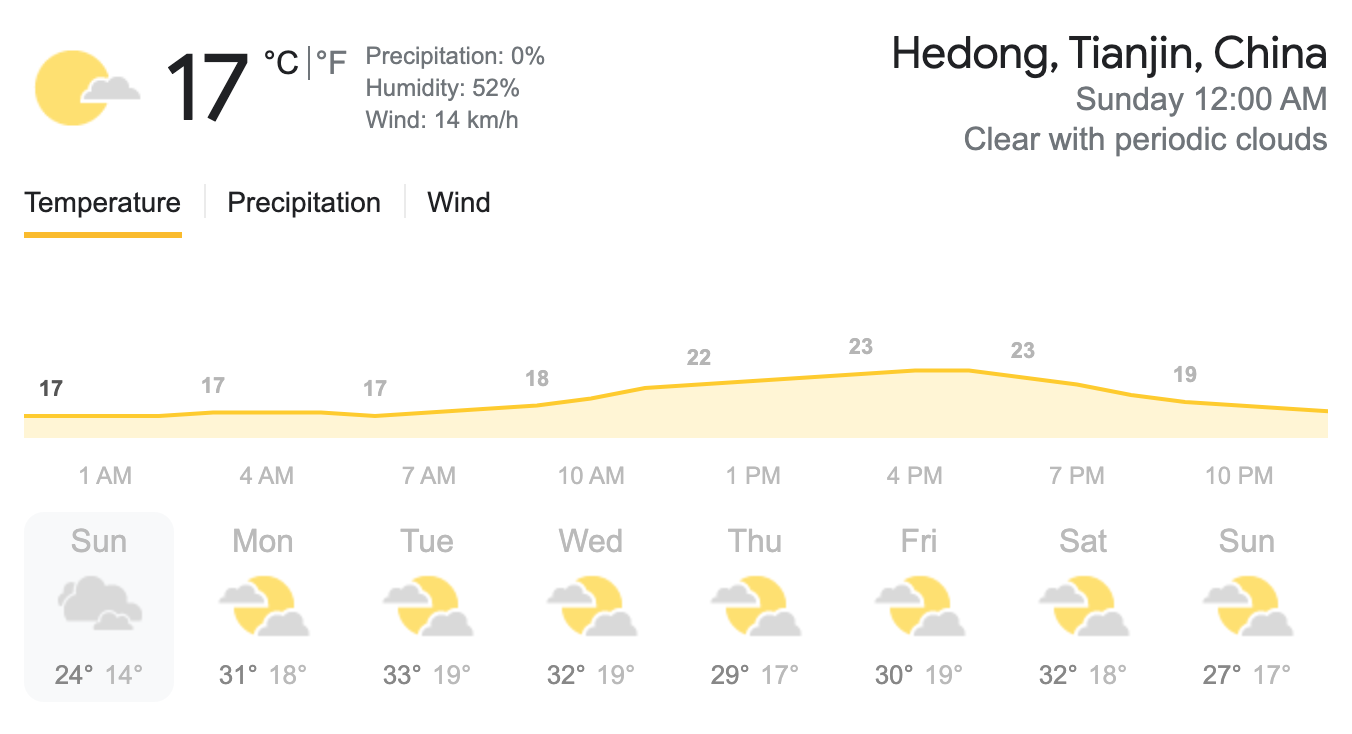 17 °C | °F
Precipitation: 0%
Humidity: 52%
Wind: 14 km/h
Hedong, Tianjin, China
Sunday 12:00 AM
Clear with periodic clouds
Temperature Precipitation Wind
17 17 17 18 22 23 23 19
1 AM 4 AM 7 AM 10 AM 1 PM 4 PM 7 PM 10 PM
Sun Mon Tue Wed Thu Fri Sat Sun
24° 14° 31° 18° 33° 19° 32° 19° 29° 17° 30° 19° 32° 18° 27° 17°